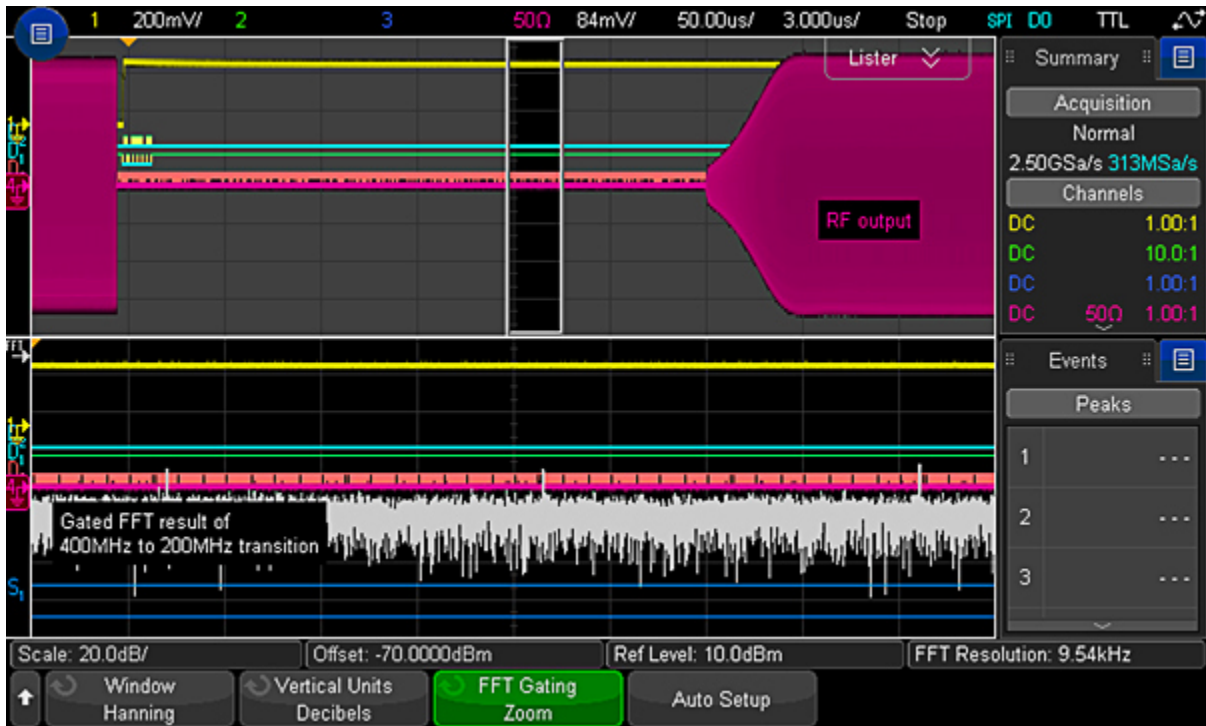 1 200mV/ 2 3 50Ω 84mV/ 50.00us/ 3.000us/ Stop SPI D0 TTL
Lister
RF output
Summary
Acquisition
Normal
2.50GSa/s 313MSa/s
Channels
DC 1.00:1
DC 10.0:1
DC 1.00:1
DC 50Ω 1.00:1
Gated FFT result of
400MHz to 200MHz transition
S1
Events
Peaks
1 ---
2 ---
3 ---
Scale: 20.0dB/ Offset: -70.0000dBm Ref Level: 10.0dBm FFT Resolution: 9.54kHz
Window
Hanning
Vertical Units
Decibels
FFT Gating
Zoom
Auto Setup